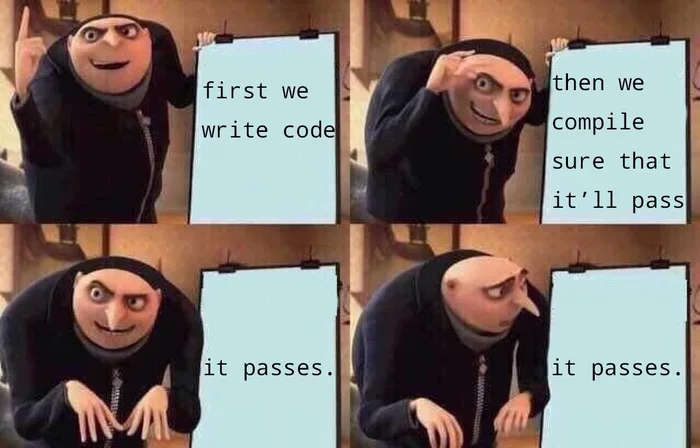 first we
write code
then we
compile
sure that
it’ll pass
it passes.
it passes.